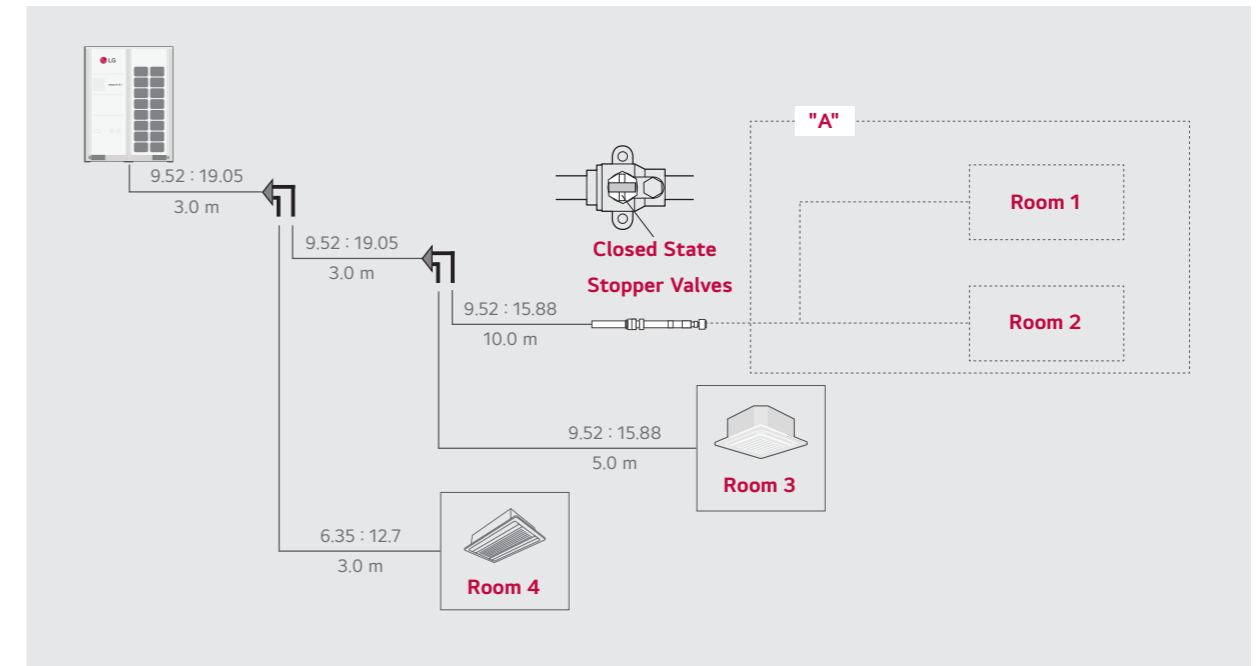 LG
"A"
9.52 : 19.05
3.0 m
Room 1
Closed State
Stopper Valves
9.52 : 19.05
3.0 m
9.52 : 15.88
10.0 m
Room 2
9.52 : 15.88
5.0 m
Room 3
6.35 : 12.7
3.0 m
Room 4